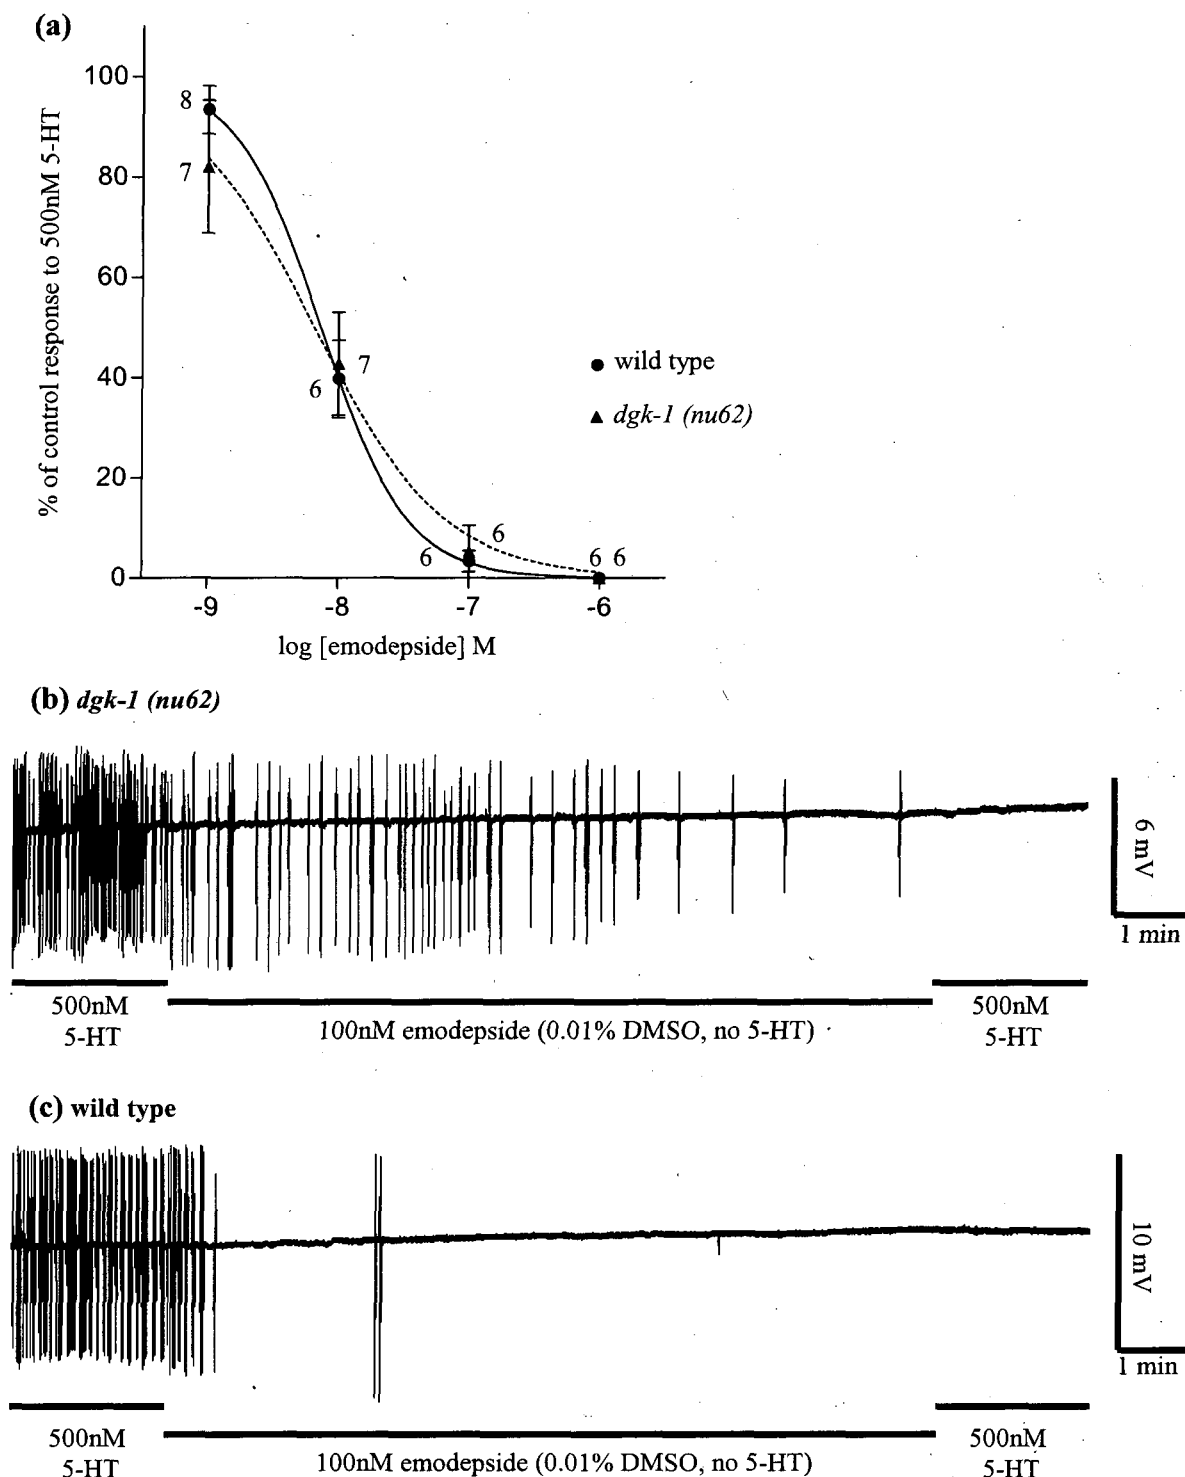 (a)
% of control response to 500nM 5-HT
100
80
60
40
20
0
8
7
7
6
6
6
6 6
-9 -8 -7 -6
log [emodepside] M
wild type
dgk-1 (nu62)
(b) dgk-1 (nu62)
6 mV
1 min
500nM
5-HT
100nM emodepside (0.01% DMSO, no 5-HT)
500nM
5-HT
(c) wild type
10 mV
1 min
500nM
5-HT
100nM emodepside (0.01% DMSO, no 5-HT)
500nM
5-HT